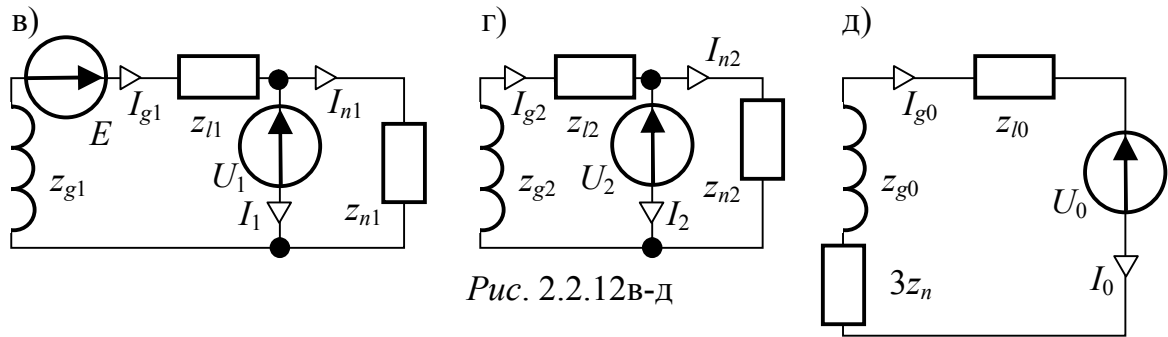 в)
г)
д)
I_{g1}
E
z_{l1}
I_{n1}
z_{g1}
U_1
I_1
z_{n1}
I_{g2}
z_{l2}
I_{n2}
z_{g2}
U_2
I_2
z_{n2}
I_{g0}
z_{l0}
z_{g0}
U_0
3z_n
I_0
Рис. 2.2.12в-д